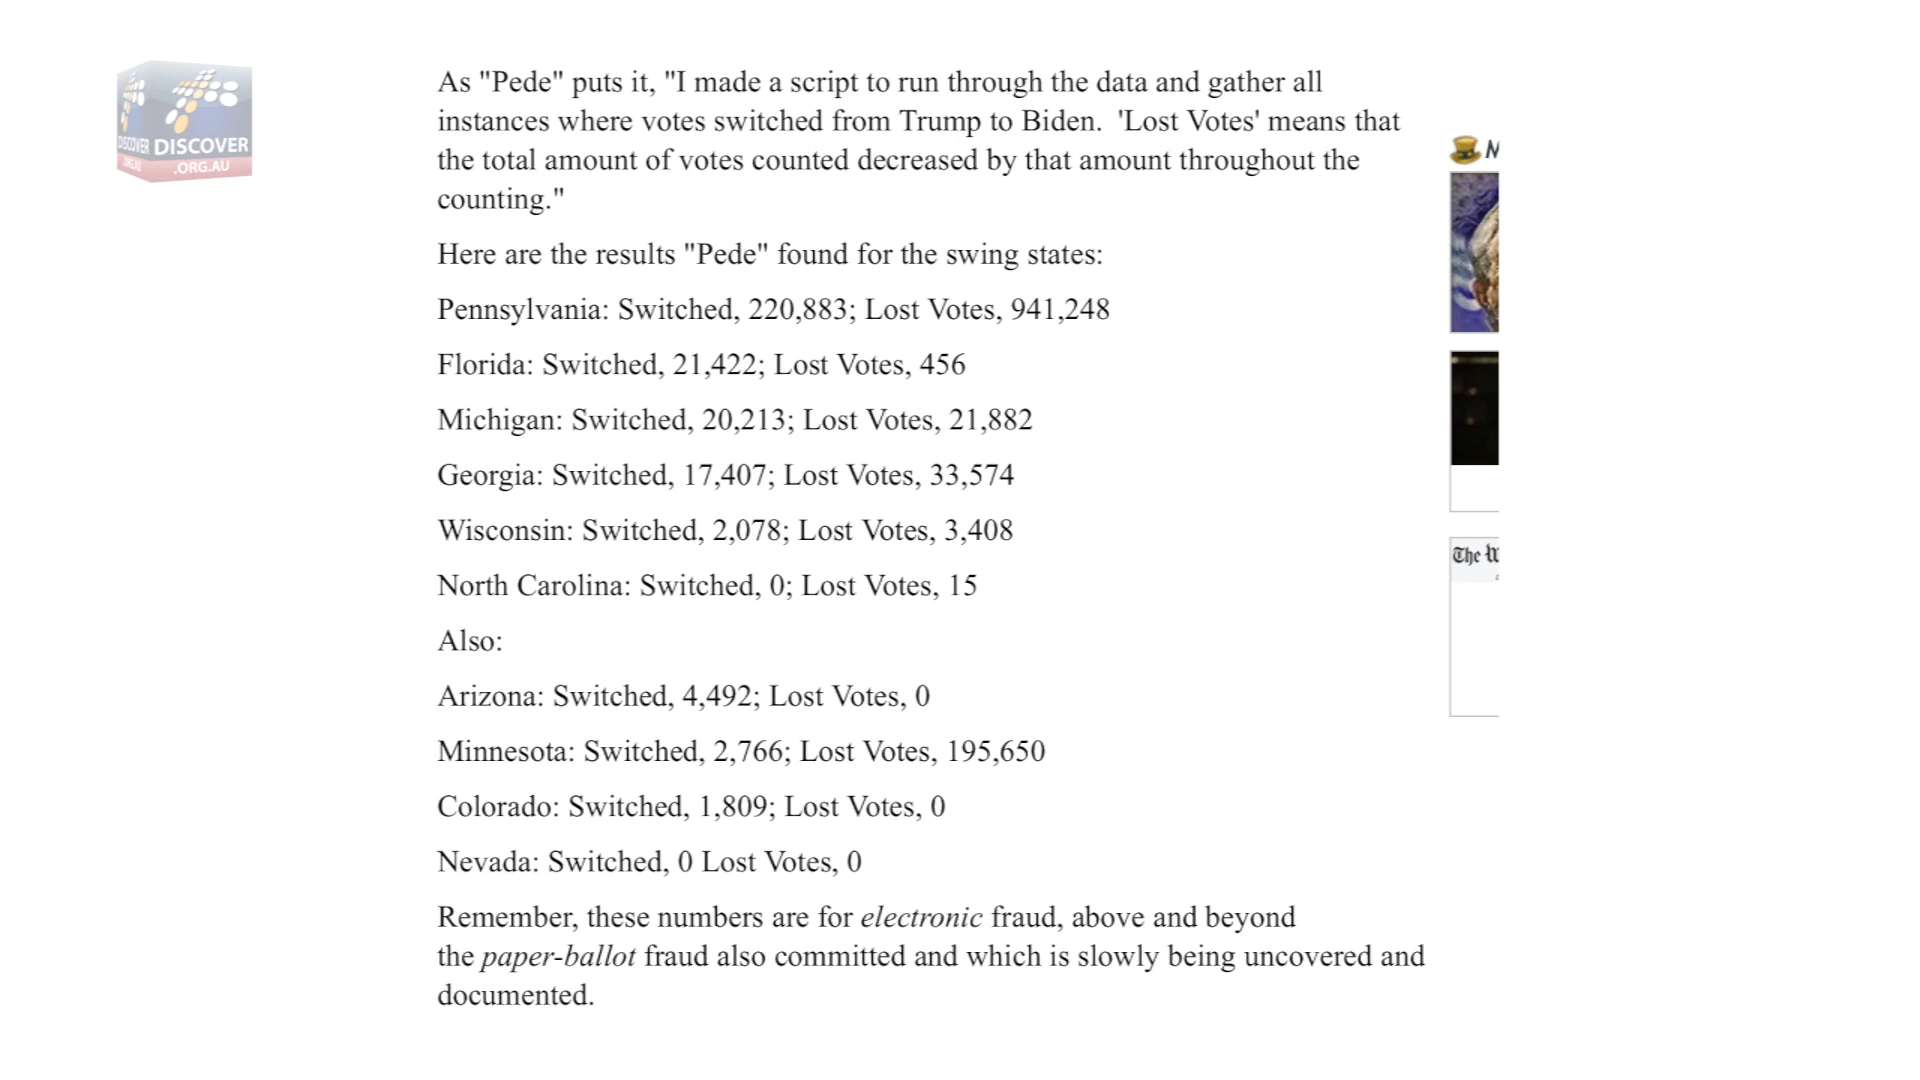 DISCOVER DISCOVER
.ORG.AU .ORG.AU
As "Pede" puts it, "I made a script to run through the data and gather all
instances where votes switched from Trump to Biden.  'Lost Votes' means that
the total amount of votes counted decreased by that amount throughout the
counting."
Here are the results "Pede" found for the swing states:
Pennsylvania: Switched, 220,883; Lost Votes, 941,248
Florida: Switched, 21,422; Lost Votes, 456
Michigan: Switched, 20,213; Lost Votes, 21,882
Georgia: Switched, 17,407; Lost Votes, 33,574
Wisconsin: Switched, 2,078; Lost Votes, 3,408
North Carolina: Switched, 0; Lost Votes, 15
Also:
Arizona: Switched, 4,492; Lost Votes, 0
Minnesota: Switched, 2,766; Lost Votes, 195,650
Colorado: Switched, 1,809; Lost Votes, 0
Nevada: Switched, 0 Lost Votes, 0
Remember, these numbers are for electronic fraud, above and beyond
the paper-ballot fraud also committed and which is slowly being uncovered and
documented.
The